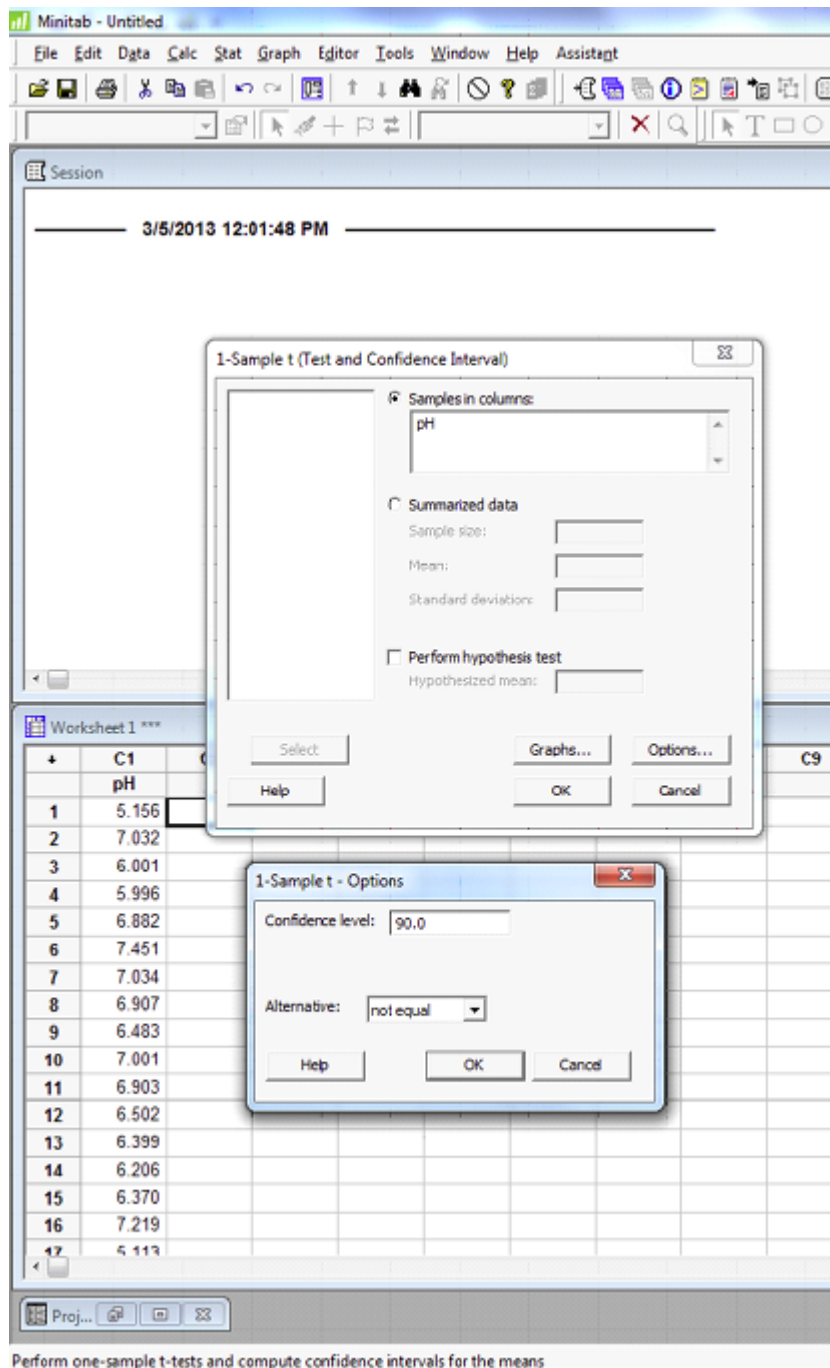 Minitab - Untitled
File Edit Data Calc Stat Graph Editor Tools Window Help Assistant
Session
3/5/2013 12:01:48 PM
1-Sample t (Test and Confidence Interval)
Samples in columns:
pH
Summarized data
Sample size:
Mean:
Standard deviation:
Perform hypothesis test
Hypothesized mean:
Select Graphs... Options...
Help OK Cancel
Worksheet 1 ***
+ C1 C9
pH
1 5.156
2 7.032
3 6.001
4 5.996
5 6.882
6 7.451
7 7.034
8 6.907
9 6.483
10 7.001
11 6.903
12 6.502
13 6.399
14 6.206
15 6.370
16 7.219
17 5.113
1-Sample t - Options
Confidence level: 90.0
Alternative: not equal
Help OK Cancel
Proj...
Perform one-sample t-tests and compute confidence intervals for the means